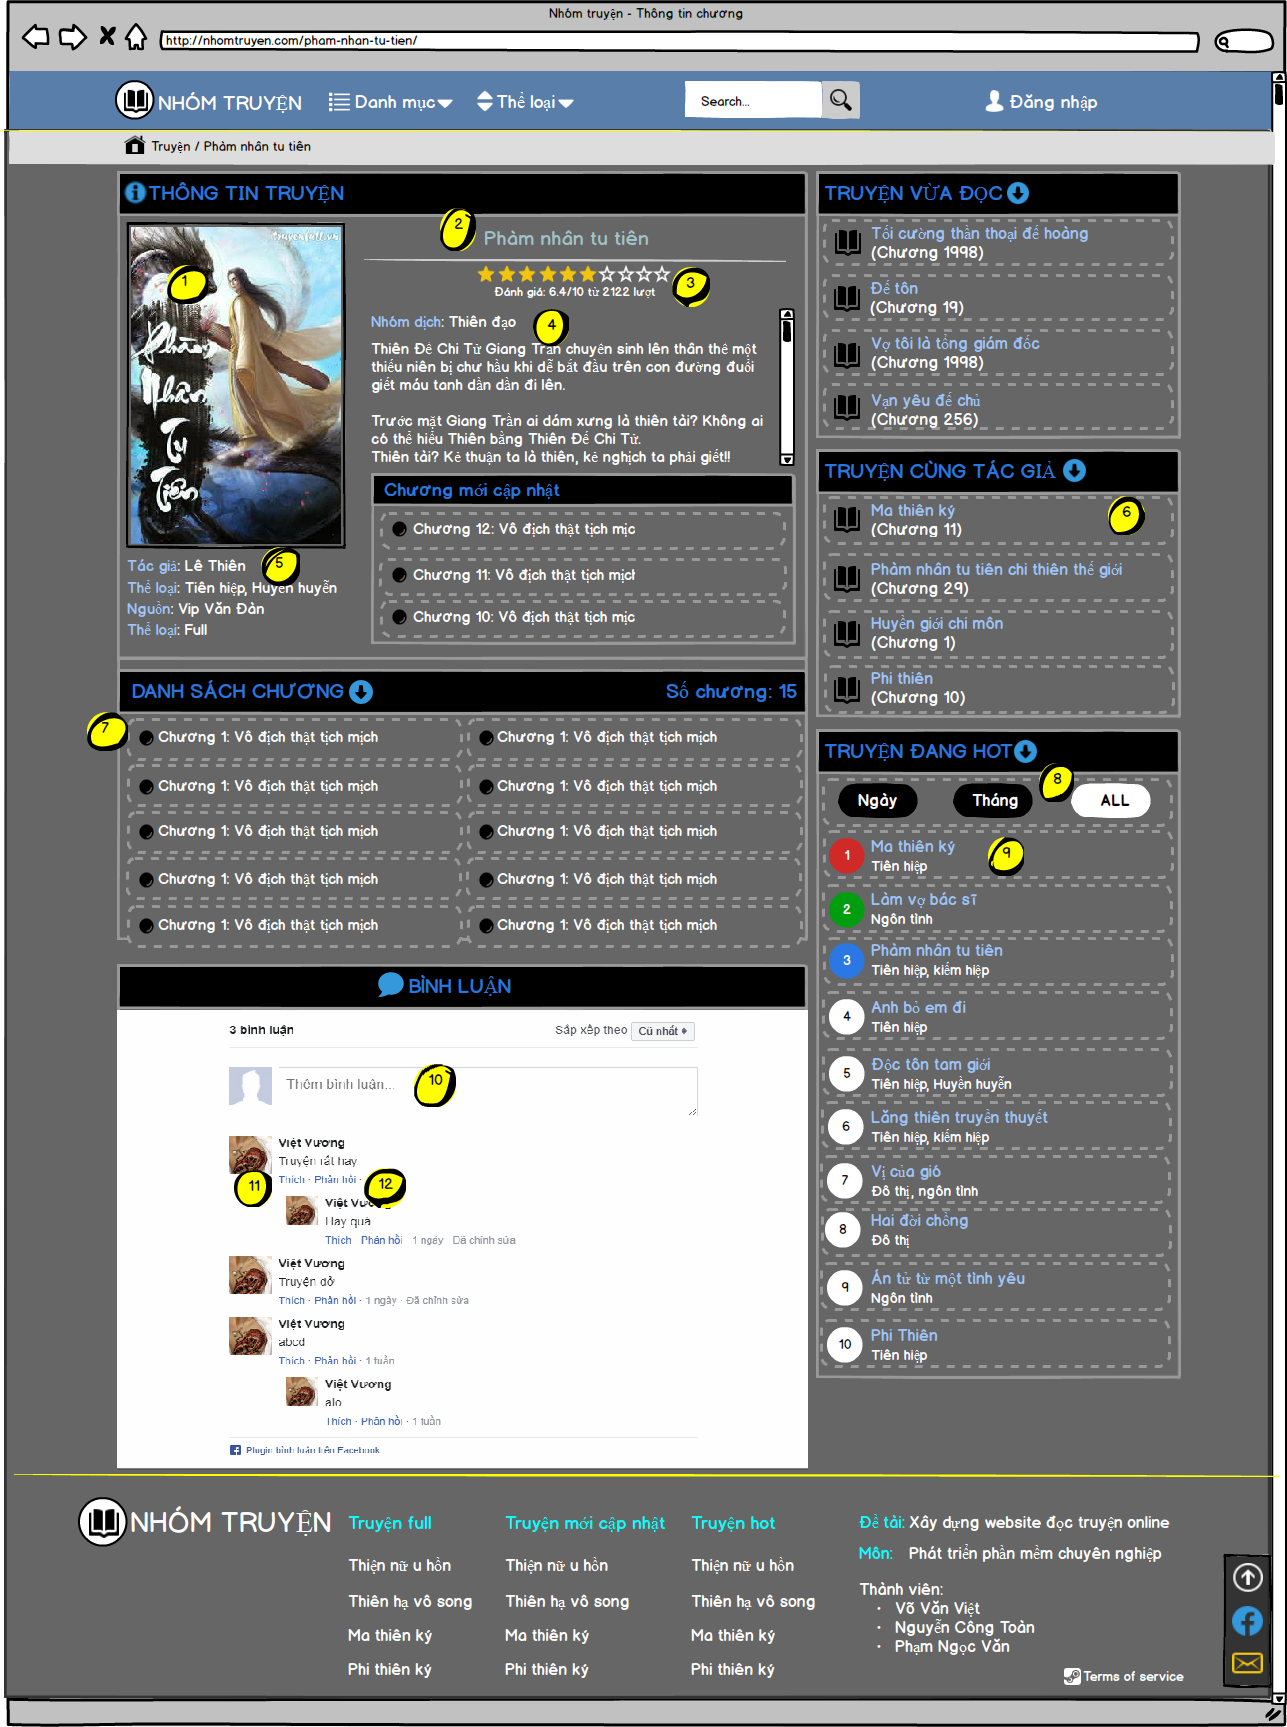 Nhóm truyện - Thông tin chương
http://nhomtruyen.com/pham-nhan-tu-tien/
NHÓM TRUYỆN
Danh mục
Thể loại
Search...
Đăng nhập
Truyện / Phàm nhân tu tiên
THÔNG TIN TRUYỆN
truyenfull.vn
Phàm
Nhân
Tu
Tiên
1
2
Phàm nhân tu tiên
3
Đánh giá: 6.4/10 từ 2122 lượt
Nhóm dịch: Thiên đạo
4
Thiên Đế Chi Tử Giang Trần chuyển sinh lên thân thể một
thiếu niên bị chư hầu khi dễ bắt đầu trên con đường đuổi
giết máu tanh dần dần đi lên.
Trước mặt Giang Trần ai dám xưng là thiên tài? Không ai
có thể hiểu Thiên bằng Thiên Đế Chi Tử.
Thiên tài? Kẻ thuận ta là thiên, kẻ nghịch ta phải giết!!
Chương mới cập nhật
Chương 12: Vô địch thật tịch mịc
Chương 11: Vô địch thật tịch mịcl
Chương 10: Vô địch thật tịch mịc
Tác giả: Lê Thiên
5
Thể loại: Tiên hiệp, Huyền huyễn
Nguồn: Vip Văn Đàn
Thể loại: Full
DANH SÁCH CHƯƠNG
Số chương: 15
7
Chương 1: Vô địch thật tịch mịch
Chương 1: Vô địch thật tịch mịch
Chương 1: Vô địch thật tịch mịch
Chương 1: Vô địch thật tịch mịch
Chương 1: Vô địch thật tịch mịch
Chương 1: Vô địch thật tịch mịch
Chương 1: Vô địch thật tịch mịch
Chương 1: Vô địch thật tịch mịch
Chương 1: Vô địch thật tịch mịch
Chương 1: Vô địch thật tịch mịch
BÌNH LUẬN
3 bình luận
Sắp xếp theo
Cũ nhất
Thêm bình luận...
10
Việt Vương
Truyện rất hay
Thích · Phản hồi ·
11
12
Việt Vương
Hay quá
Thích · Phản hồi · 1 ngày · Đã chỉnh sửa
Việt Vương
Truyện dở
Thích · Phản hồi · 1 ngày · Đã chỉnh sửa
Việt Vương
abcd
Thích · Phản hồi · 1 tuần
Việt Vương
alo
Thích · Phản hồi · 1 tuần
Plugin bình luận trên Facebook
TRUYỆN VỪA ĐỌC
Tối cường thần thoại đế hoàng
(Chương 1998)
Đế tôn
(Chương 19)
Vợ tôi là tổng giám đốc
(Chương 1998)
Vạn yêu đế chủ
(Chương 256)
TRUYỆN CÙNG TÁC GIẢ
Ma thiên ký
(Chương 11)
6
Phàm nhân tu tiên chi thiên thế giới
(Chương 29)
Huyền giới chi môn
(Chương 1)
Phi thiên
(Chương 10)
TRUYỆN ĐANG HOT
8
Ngày
Tháng
ALL
1
Ma thiên ký
Tiên hiệp
9
2
Làm vợ bác sĩ
Ngôn tình
3
Phàm nhân tu tiên
Tiên hiệp, kiếm hiệp
4
Anh bỏ em đi
Tiên hiệp
5
Độc tôn tam giới
Tiên hiệp, Huyền huyễn
6
Lăng thiên truyền thuyết
Tiên hiệp, kiếm hiệp
7
Vị của gió
Đô thị, ngôn tình
8
Hai đời chồng
Đô thị
9
Án tử từ một tình yêu
Ngôn tình
10
Phi Thiên
Tiên hiệp
NHÓM TRUYỆN
Truyện full
Thiện nữ u hồn
Thiên hạ vô song
Ma thiên ký
Phi thiên ký
Truyện mới cập nhật
Thiện nữ u hồn
Thiên hạ vô song
Ma thiên ký
Phi thiên ký
Truyện hot
Thiện nữ u hồn
Thiên hạ vô song
Ma thiên ký
Phi thiên ký
Đề tài: Xây dựng website đọc truyện online
Môn: Phát triển phần mềm chuyên nghiệp
Thành viên:
· Võ Văn Việt
· Nguyễn Công Toàn
· Phạm Ngọc Văn
Terms of service